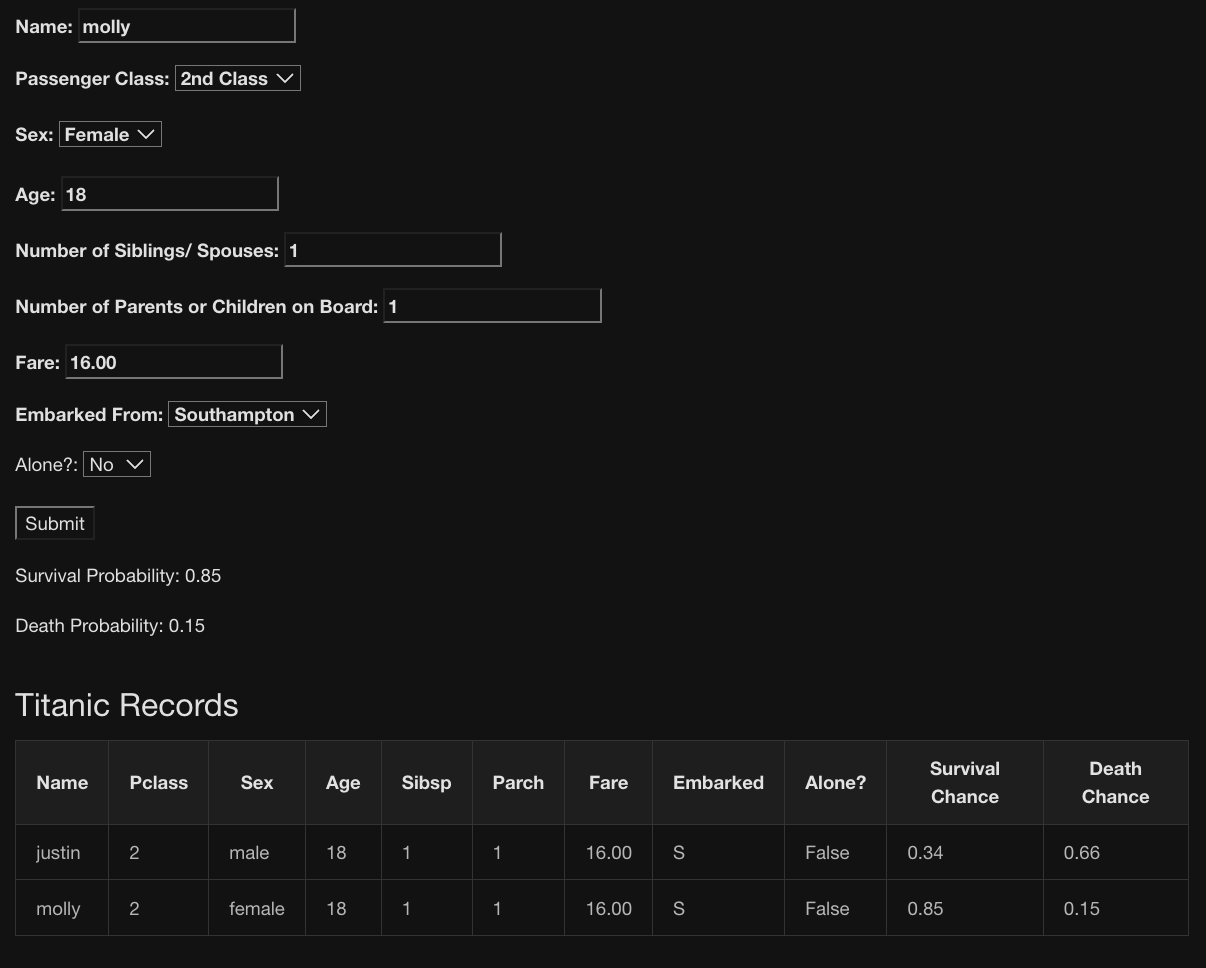 Name: molly
Passenger Class: 2nd Class
Sex: Female
Age: 18
Number of Siblings/ Spouses: 1
Number of Parents or Children on Board: 1
Fare: 16.00
Embarked From: Southampton
Alone?: No
Submit
Survival Probability: 0.85
Death Probability: 0.15
Titanic Records
Name Pclass Sex Age Sibsp Parch Fare Embarked Alone? Survival Chance Death Chance
justin 2 male 18 1 1 16.00 S False 0.34 0.66
molly 2 female 18 1 1 16.00 S False 0.85 0.15